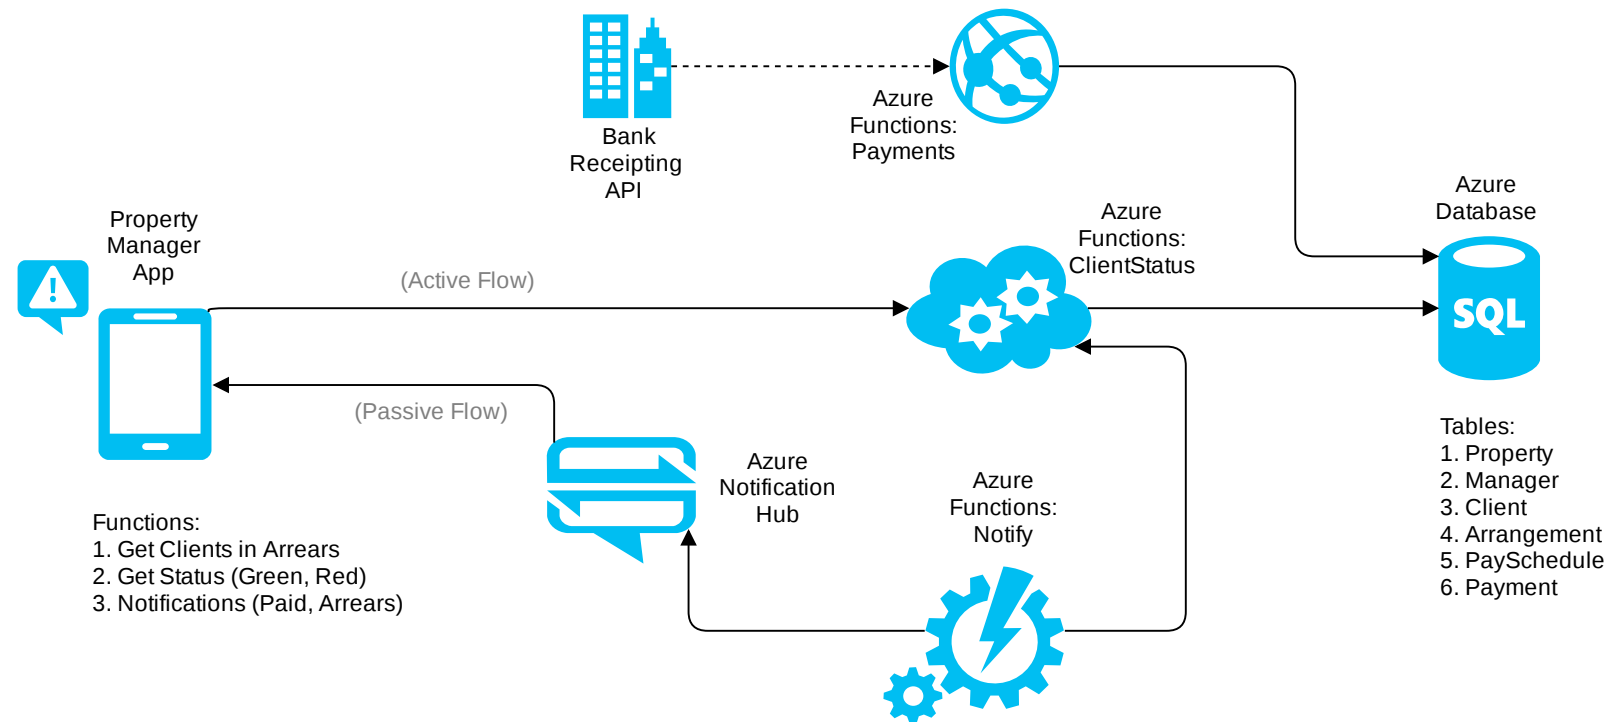 Bank
Receipting
API
Azure
Functions:
Payments
Azure
Database
SQL
Property
Manager
App
(Active Flow)
Azure
Functions:
ClientStatus
(Passive Flow)
Azure
Notification
Hub
Azure
Functions:
Notify
Functions:
1. Get Clients in Arrears
2. Get Status (Green, Red)
3. Notifications (Paid, Arrears)
Tables:
1. Property
2. Manager
3. Client
4. Arrangement
5. PaySchedule
6. Payment